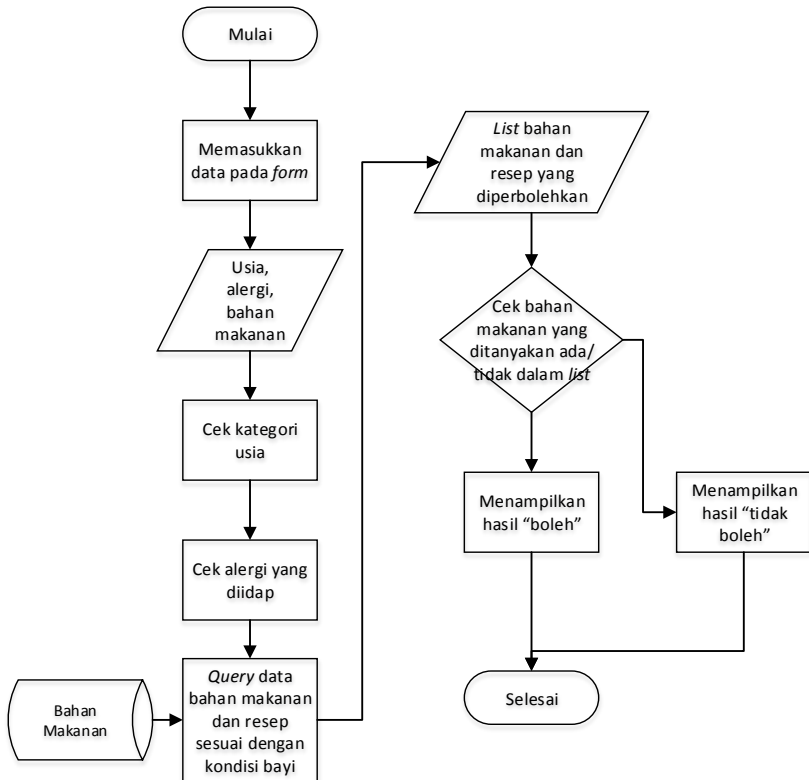 Mulai
Memasukkan
data pada form
Usia,
alergi,
bahan
makanan
Cek kategori
usia
Cek alergi yang
diidap
Bahan
Makanan
Query data
bahan makanan
dan resep
sesuai dengan
kondisi bayi
List bahan
makanan dan
resep yang
diperbolehkan
Cek bahan
makanan yang
ditanyakan ada/
tidak dalam list
Menampilkan
hasil “boleh”
Menampilkan
hasil “tidak
boleh”
Selesai